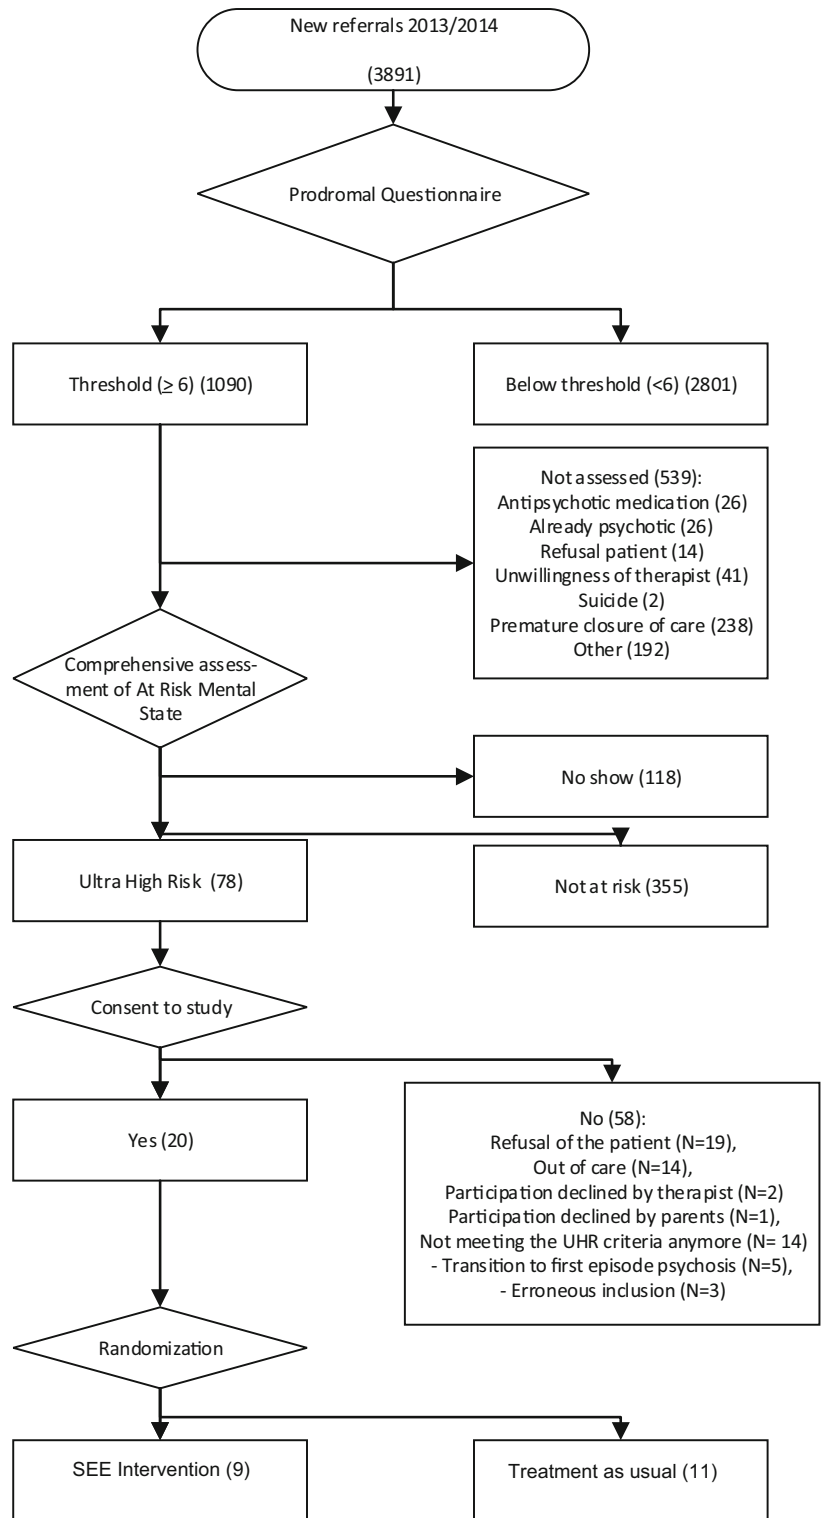 New referrals 2013/2014
(3891)
Prodromal Questionnaire
Threshold (≥ 6) (1090)
Below threshold (<6) (2801)
Not assessed (539):
Antipsychotic medication (26)
Already psychotic (26)
Refusal patient (14)
Unwillingness of therapist (41)
Suicide (2)
Premature closure of care (238)
Other (192)
Comprehensive assess-
ment of At Risk Mental
State
No show (118)
Ultra High Risk (78)
Not at risk (355)
Consent to study
Yes (20)
No (58):
Refusal of the patient (N=19),
Out of care (N=14),
Participation declined by therapist (N=2)
Participation declined by parents (N=1),
Not meeting the UHR criteria anymore (N= 14)
- Transition to first episode psychosis (N=5),
- Erroneous inclusion (N=3)
Randomization
SEE Intervention (9)
Treatment as usual (11)